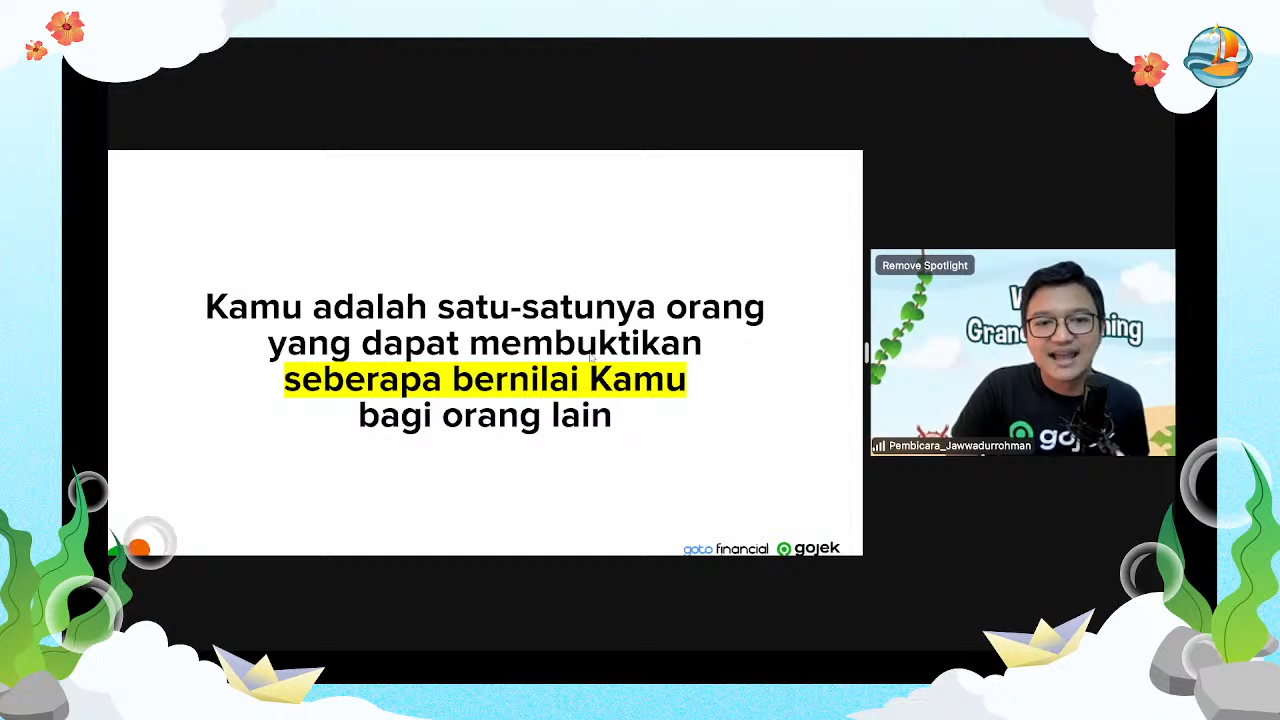 Kamu adalah satu-satunya orang
yang dapat membuktikan
seberapa bernilai Kamu
bagi orang lain
goto financial gojek
Remove Spotlight
Pembicara_Jawwadurrohman